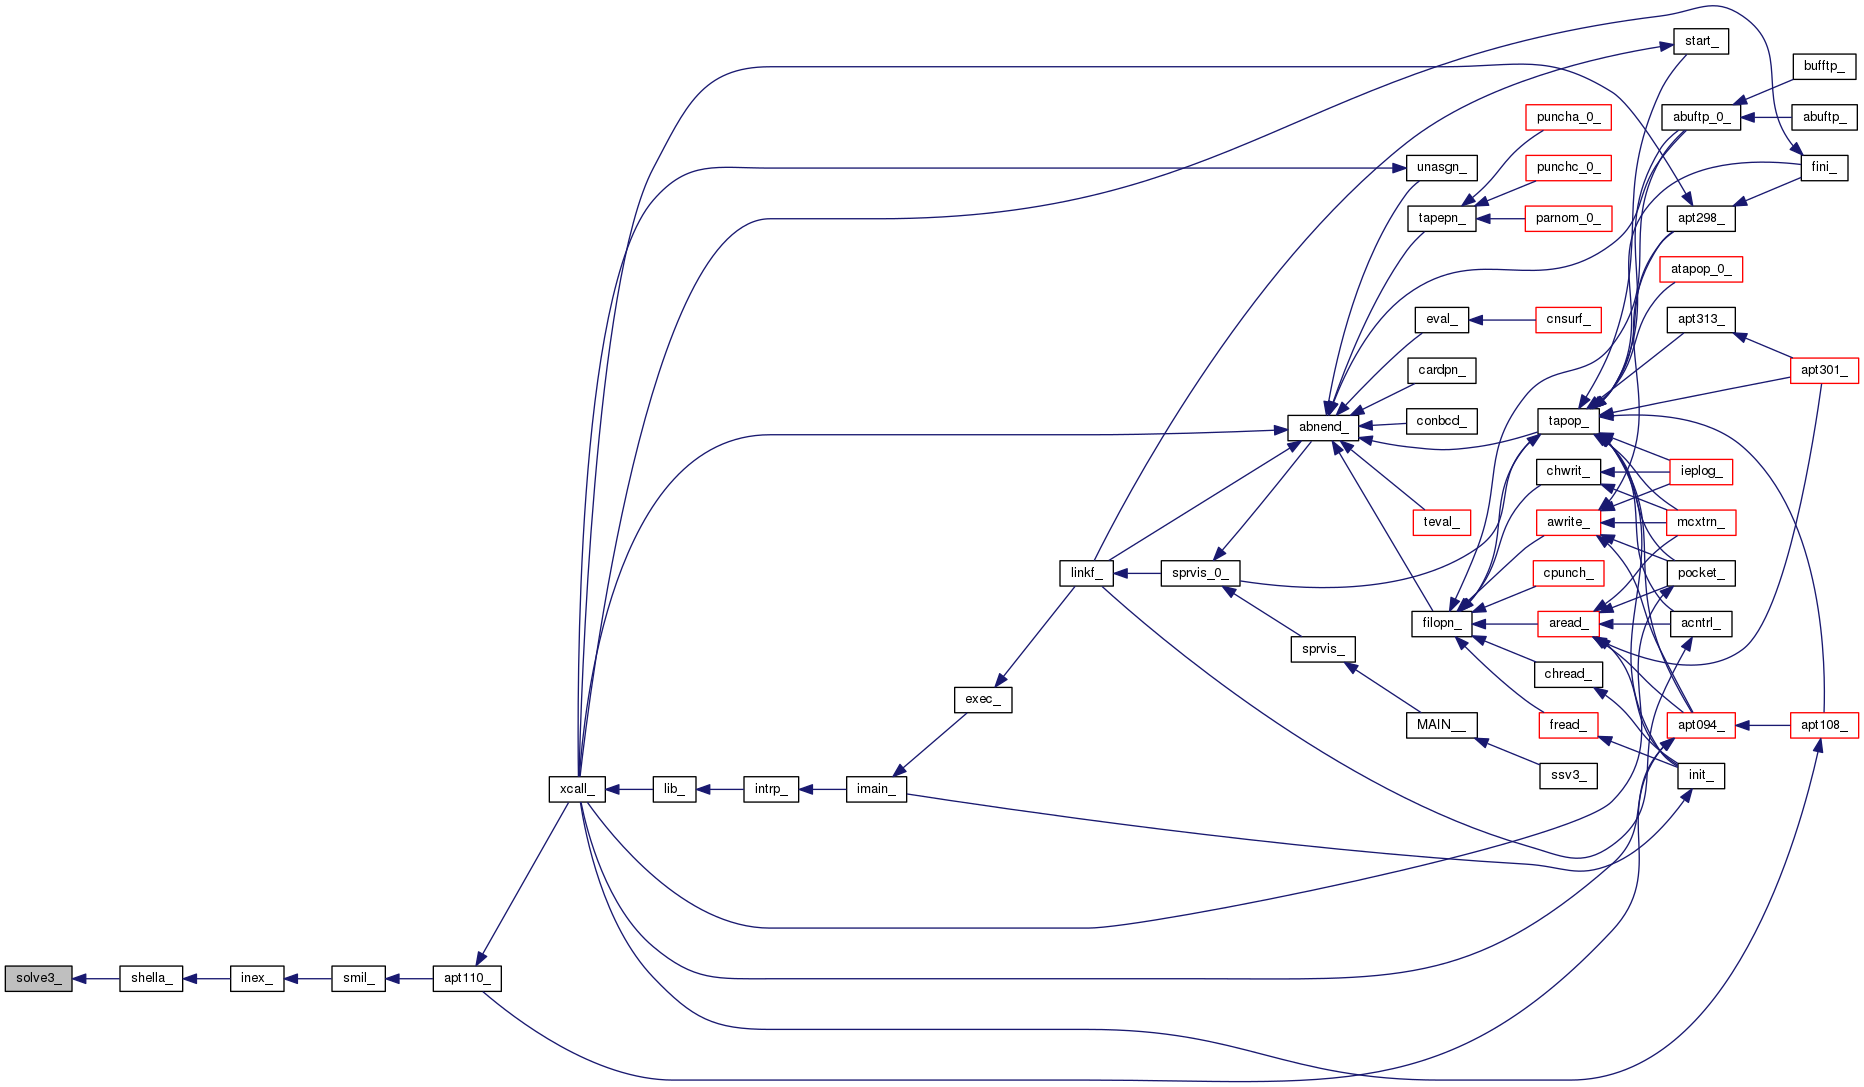 start_
bufftp_
puncha_0_
abuftp_0_
abuftp_
unasgn_
punchc_0_
fini_
tapepn_
parnom_0_
apt298_
atapop_0_
eval_
cnsurf_
apt313_
cardpn_
apt301_
abnend_
conbcd_
tapop_
chwrit_
ieplog_
teval_
awrite_
mcxtrn_
linkf_
sprvis_0_
cpunch_
pocket_
filopn_
aread_
acntrl_
sprvis_
chread_
exec_
MAIN__
fread_
apt094_
apt108_
ssv3_
init_
xcall_
lib_
intrp_
imain_
solve3_
shella_
inex_
smil_
apt110_